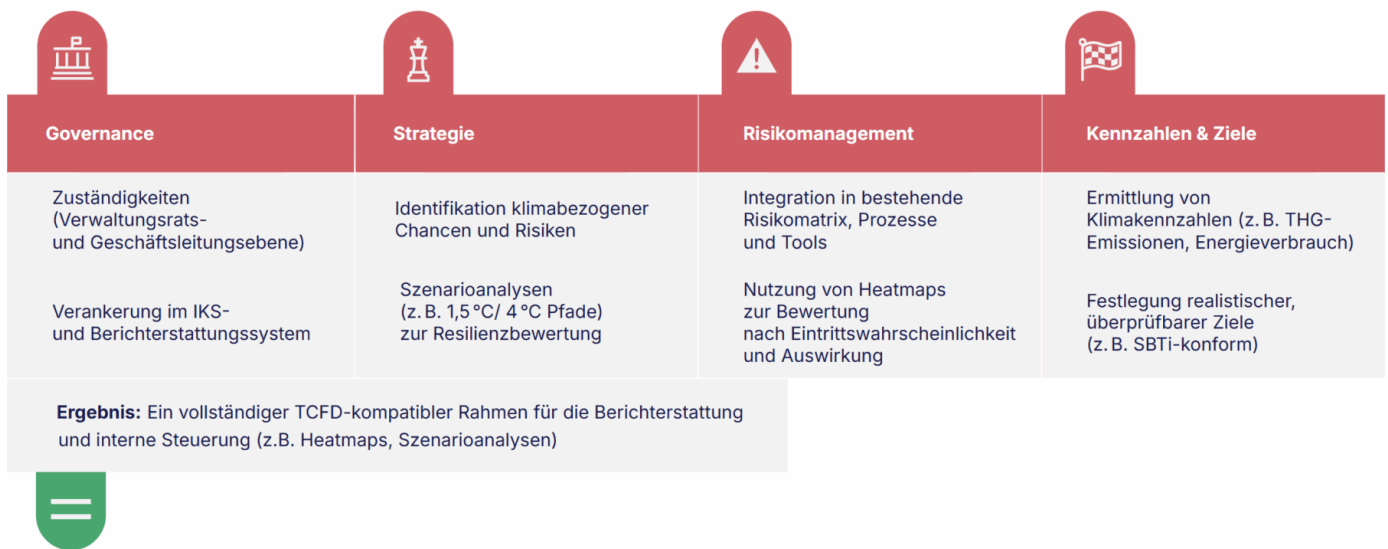 Governance
Strategie
Risikomanagement
Kennzahlen & Ziele
Zuständigkeiten
(Verwaltungsrats-
und Geschäftsleitungsebene)
Verankerung im IKS-
und Berichterstattungssystem
Identifikation klimabezogener
Chancen und Risiken
Szenarioanalysen
(z. B. 1,5 °C/ 4 °C Pfade)
zur Resilienzbewertung
Integration in bestehende
Risikomatrix, Prozesse
und Tools
Nutzung von Heatmaps
zur Bewertung
nach Eintrittswahrscheinlichkeit
und Auswirkung
Ermittlung von
Klimakennzahlen (z. B. THG-
Emissionen, Energieverbrauch)
Festlegung realistischer,
überprüfbarer Ziele
(z. B. SBTi-konform)
Ergebnis: Ein vollständiger TCFD-kompatibler Rahmen für die Berichterstattung
und interne Steuerung (z.B. Heatmaps, Szenarioanalysen)